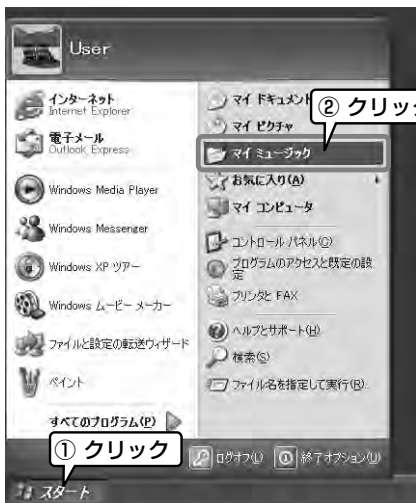 User
インターネット
Internet Explorer
電子メール
Outlook Express
Windows Media Player
Windows Messenger
Windows XP ツアー
Windows ムービー メーカー
ファイルと設定の転送ウィザード
ペイント
すべてのプログラム(P)
① クリック
スタート
マイ ドキュメント
② クリック
マイ ピクチャ
マイ ミュージック
お気に入り(A)
マイ コンピュータ
コントロール パネル(C)
プログラムのアクセスと既定の設
定
プリンタと FAX
ヘルプとサポート(H)
検索(S)
ファイル名を指定して実行(R)...
ログオフ(L)
終了オプション(U)